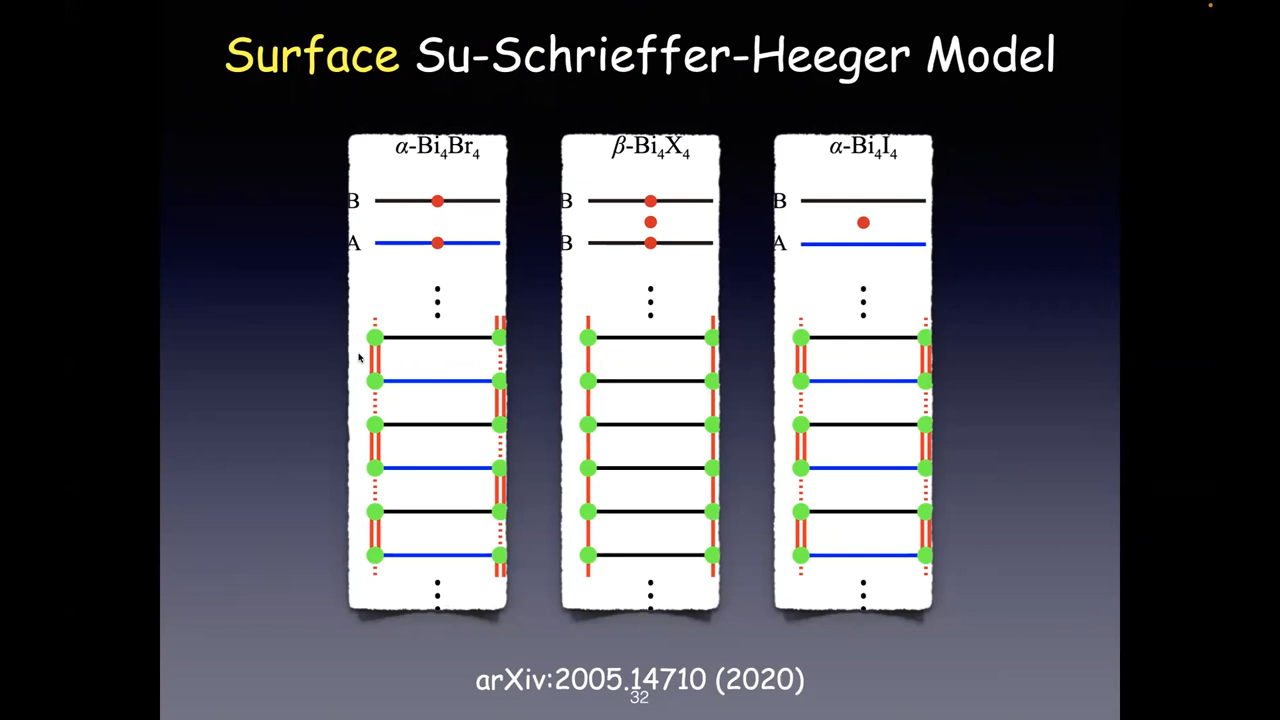 Surface Su-Schrieffer-Heeger Model
α-Bi₄Br₄
B
A
β-Bi₄X₄
B
B
α-Bi₄I₄
B
A
arXiv:2005.14710 (2020)
32